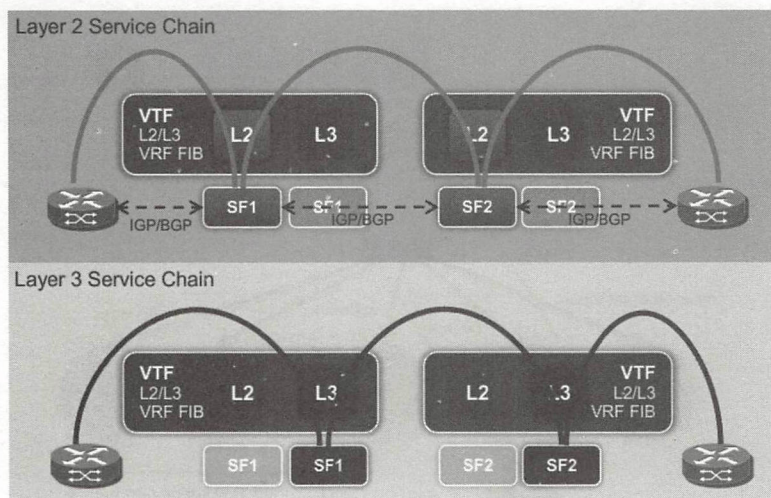 Layer 2 Service Chain
VTF
L2/L3
VRF FIB
L2
L3
L2
L3
VTF
L2/L3
VRF FIB
SF1
SF1
SF2
SF2
IGP/BGP
IGP/BGP
IGP/BGP
Layer 3 Service Chain
VTF
L2/L3
VRF FIB
L2
L3
L2
L3
VTF
L2/L3
VRF FIB
SF1
SF1
SF2
SF2